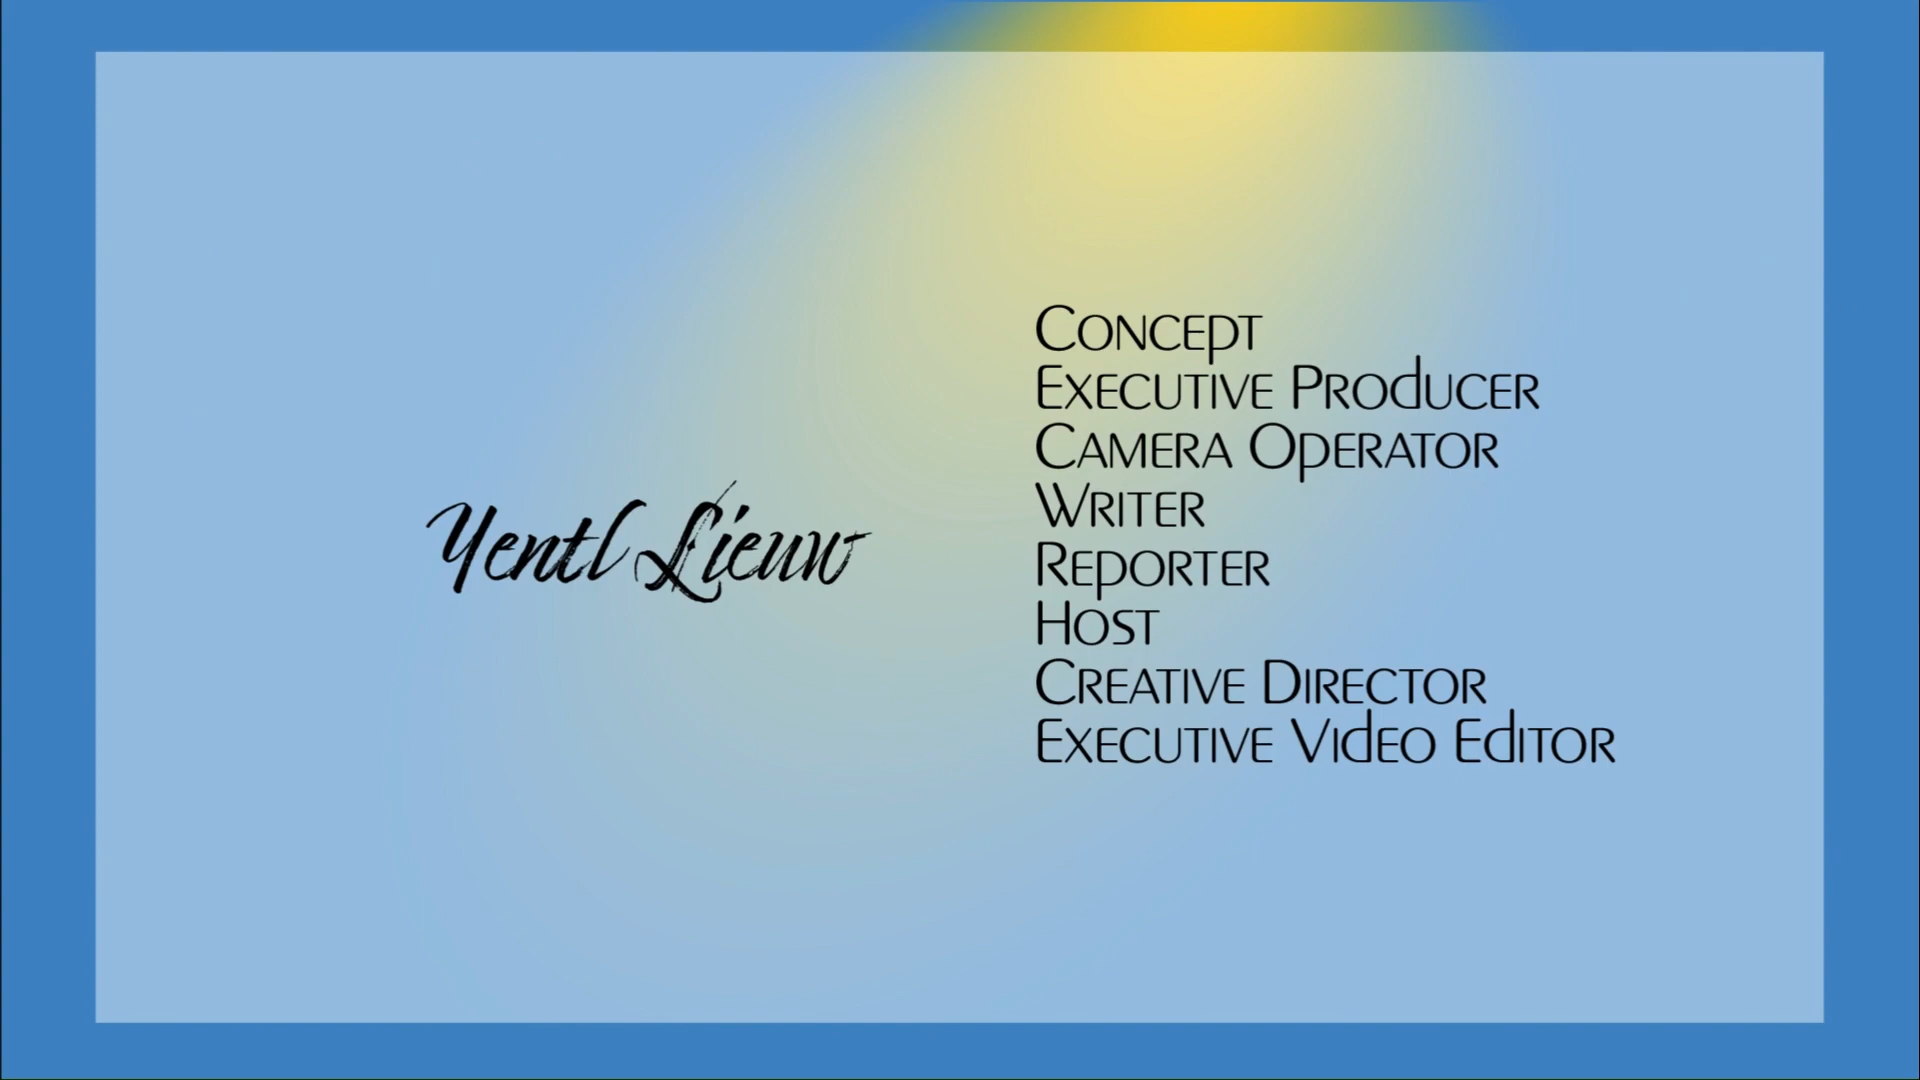 Yentl Lieuw
Concept
Executive Producer
Camera Operator
Writer
Reporter
Host
Creative Director
Executive Video Editor